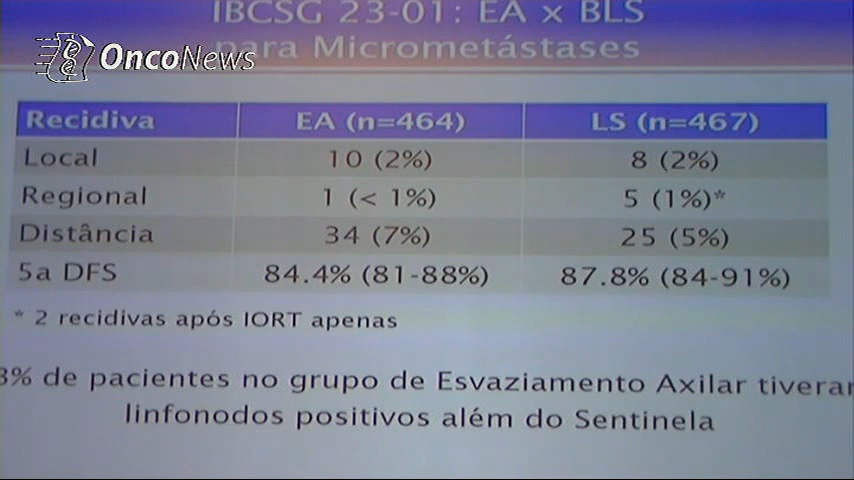 IBCSG 23-01: EA x BLS
para Micrometástases
OncoNews
Recidiva EA (n=464) LS (n=467)
Local 10 (2%) 8 (2%)
Regional 1 (< 1%) 5 (1%)*
Distância 34 (7%) 25 (5%)
5a DFS 84.4% (81-88%) 87.8% (84-91%)
* 2 recidivas após IORT apenas
3% de pacientes no grupo de Esvaziamento Axilar tiveram
linfonodos positivos além do Sentinela